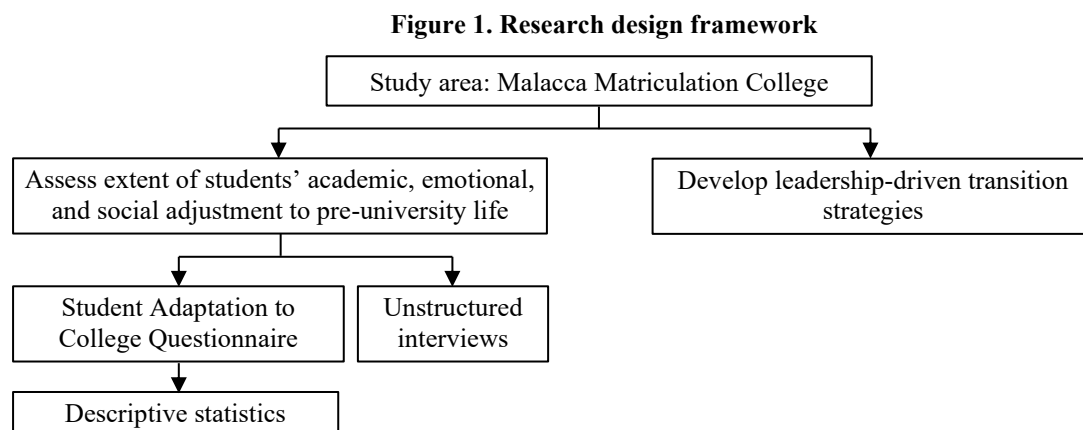 Figure 1. Research design framework
Study area: Malacca Matriculation College
Assess extent of students’ academic, emotional,
and social adjustment to pre-university life
Develop leadership-driven transition
strategies
Student Adaptation to
College Questionnaire
Unstructured
interviews
Descriptive statistics